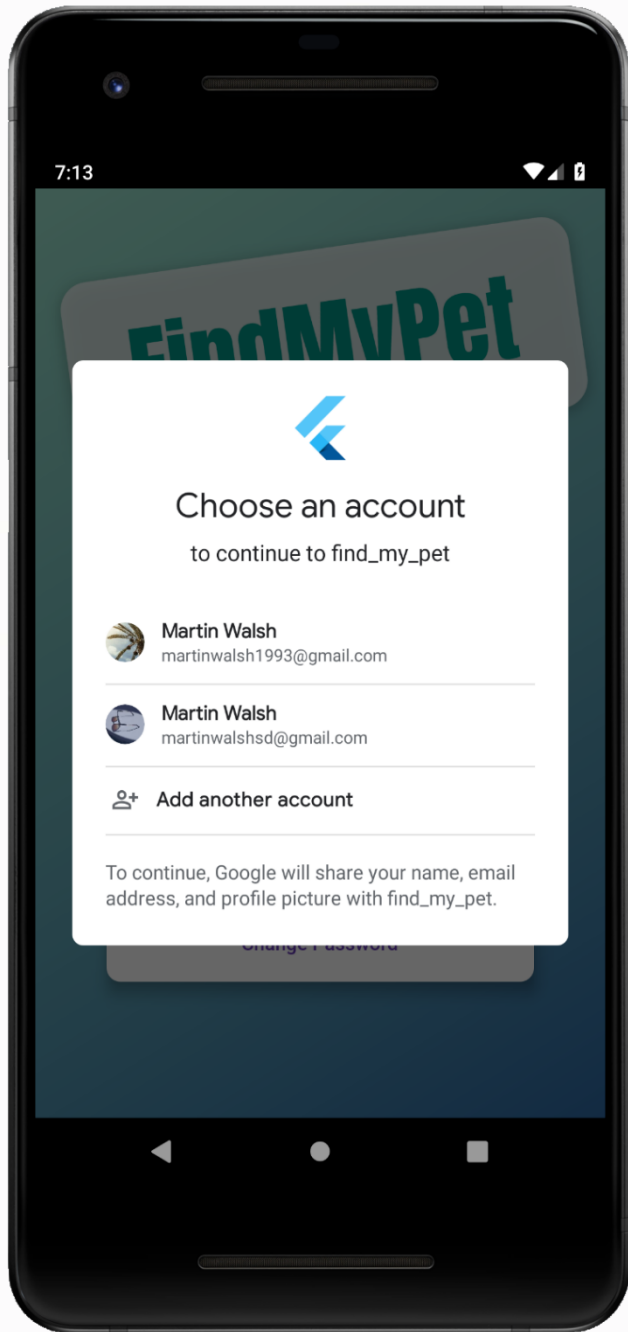 7:13
FindMyPet
Choose an account
to continue to find_my_pet
Martin Walsh
martinwalsh1993@gmail.com
Martin Walsh
martinwalshsd@gmail.com
Add another account
To continue, Google will share your name, email
address, and profile picture with find_my_pet.
Change Password